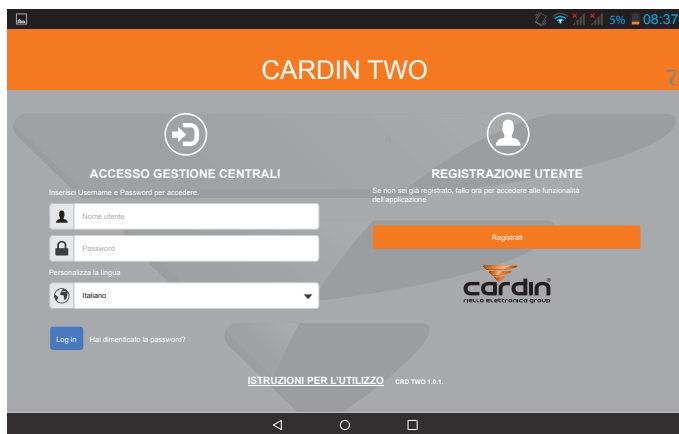 5% 08:37
CARDIN TWO
ACCESSO GESTIONE CENTRALI
Inserisci Username e Password per accedere.
Nome utente
Password
Personalizza la lingua
Italiano
Log in Hai dimenticato la password?
REGISTRAZIONE UTENTE
Se non sei già registrato, fallo ora per accedere alle funzionalità
dell'applicazione
Registrati
cardin
riello elettronica group
ISTRUZIONI PER L'UTILIZZO CRD TWO 1.0.1.